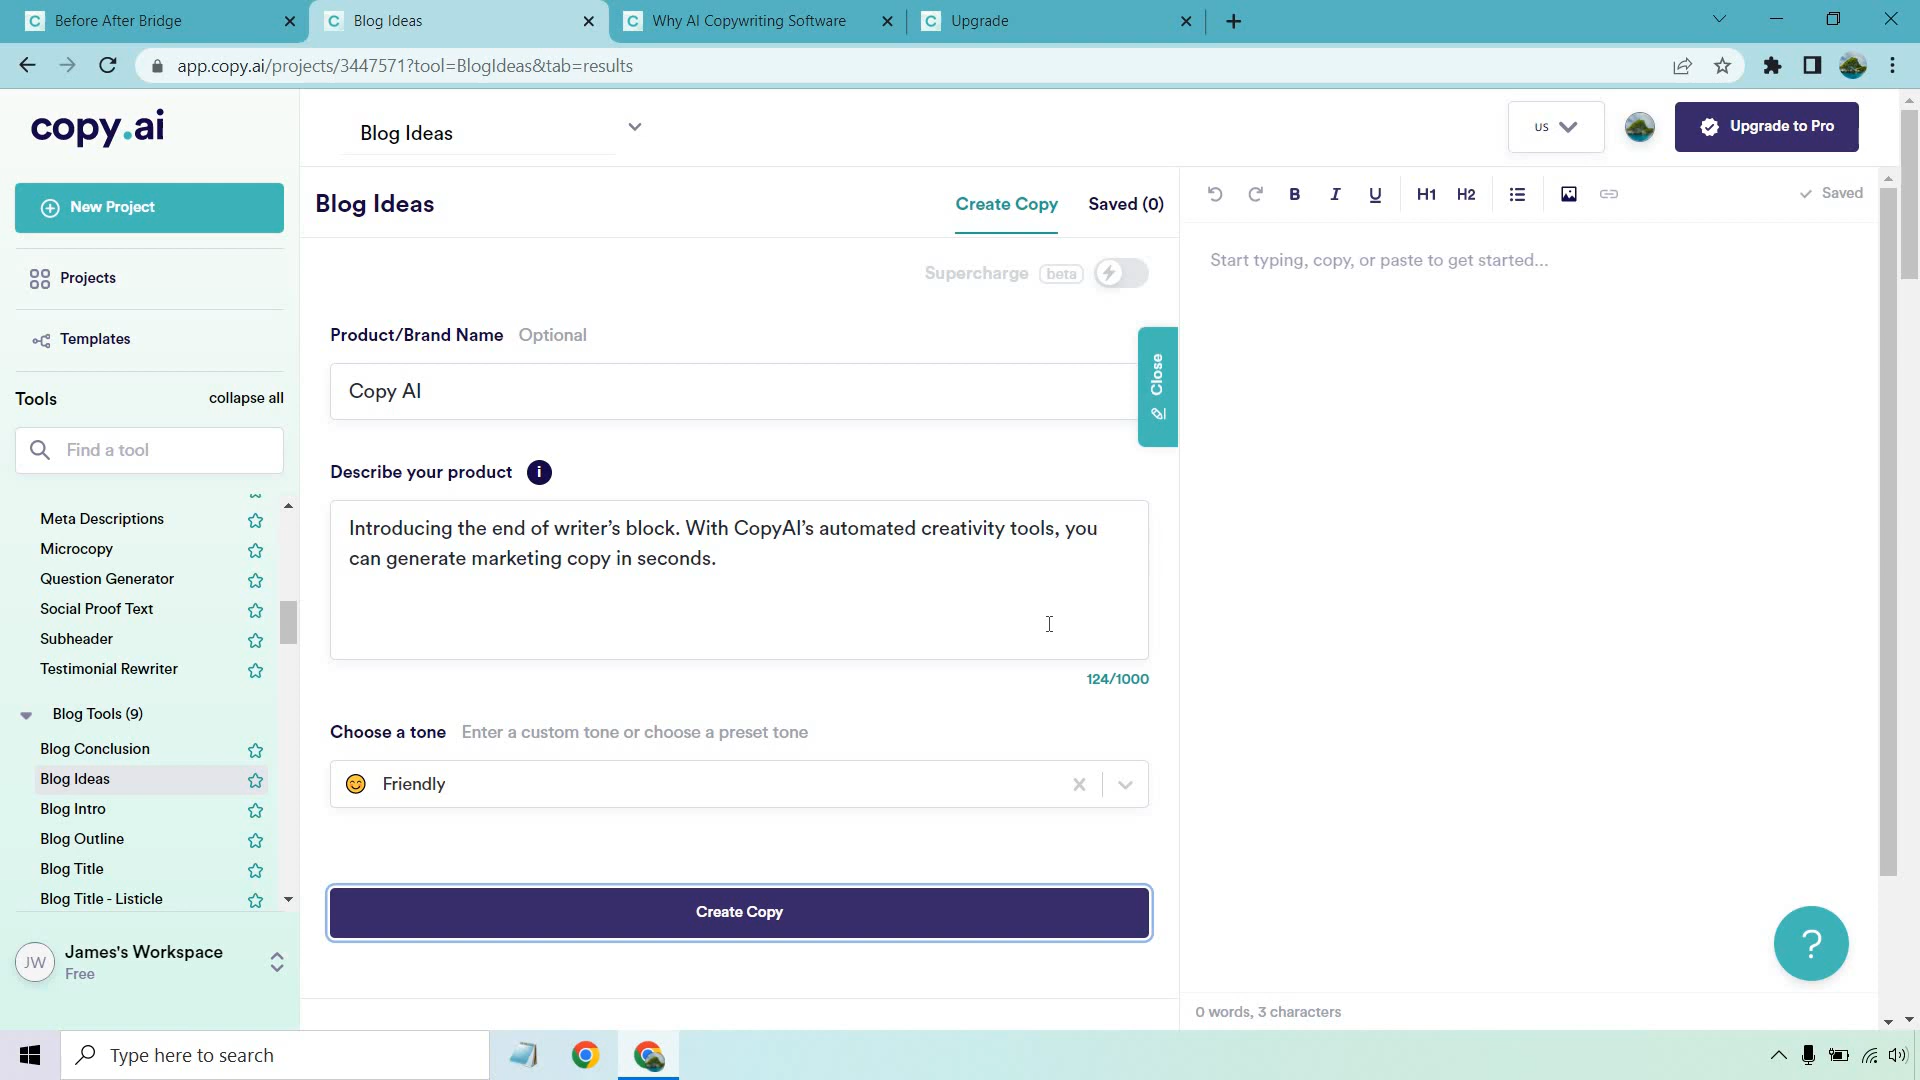 Before After Bridge
Blog Ideas
Why AI Copywriting Software
Upgrade
app.copy.ai/projects/3447571?tool=BlogIdeas&tab=results
copy.ai
New Project
Projects
Templates
Tools
collapse all
Find a tool
Meta Descriptions
Microcopy
Question Generator
Social Proof Text
Subheader
Testimonial Rewriter
Blog Tools (9)
Blog Conclusion
Blog Ideas
Blog Intro
Blog Outline
Blog Title
Blog Title - Listicle
JW
James's Workspace
Free
Blog Ideas
US
Upgrade to Pro
Blog Ideas
Create Copy
Saved (0)
Supercharge beta
Product/Brand Name Optional
Copy AI
Close
Describe your product i
Introducing the end of writer’s block. With CopyAI’s automated creativity tools, you
can generate marketing copy in seconds.
124/1000
Choose a tone Enter a custom tone or choose a preset tone
Friendly
Create Copy
B I U H1 H2
Saved
Start typing, copy, or paste to get started...
?
0 words, 3 characters
Type here to search